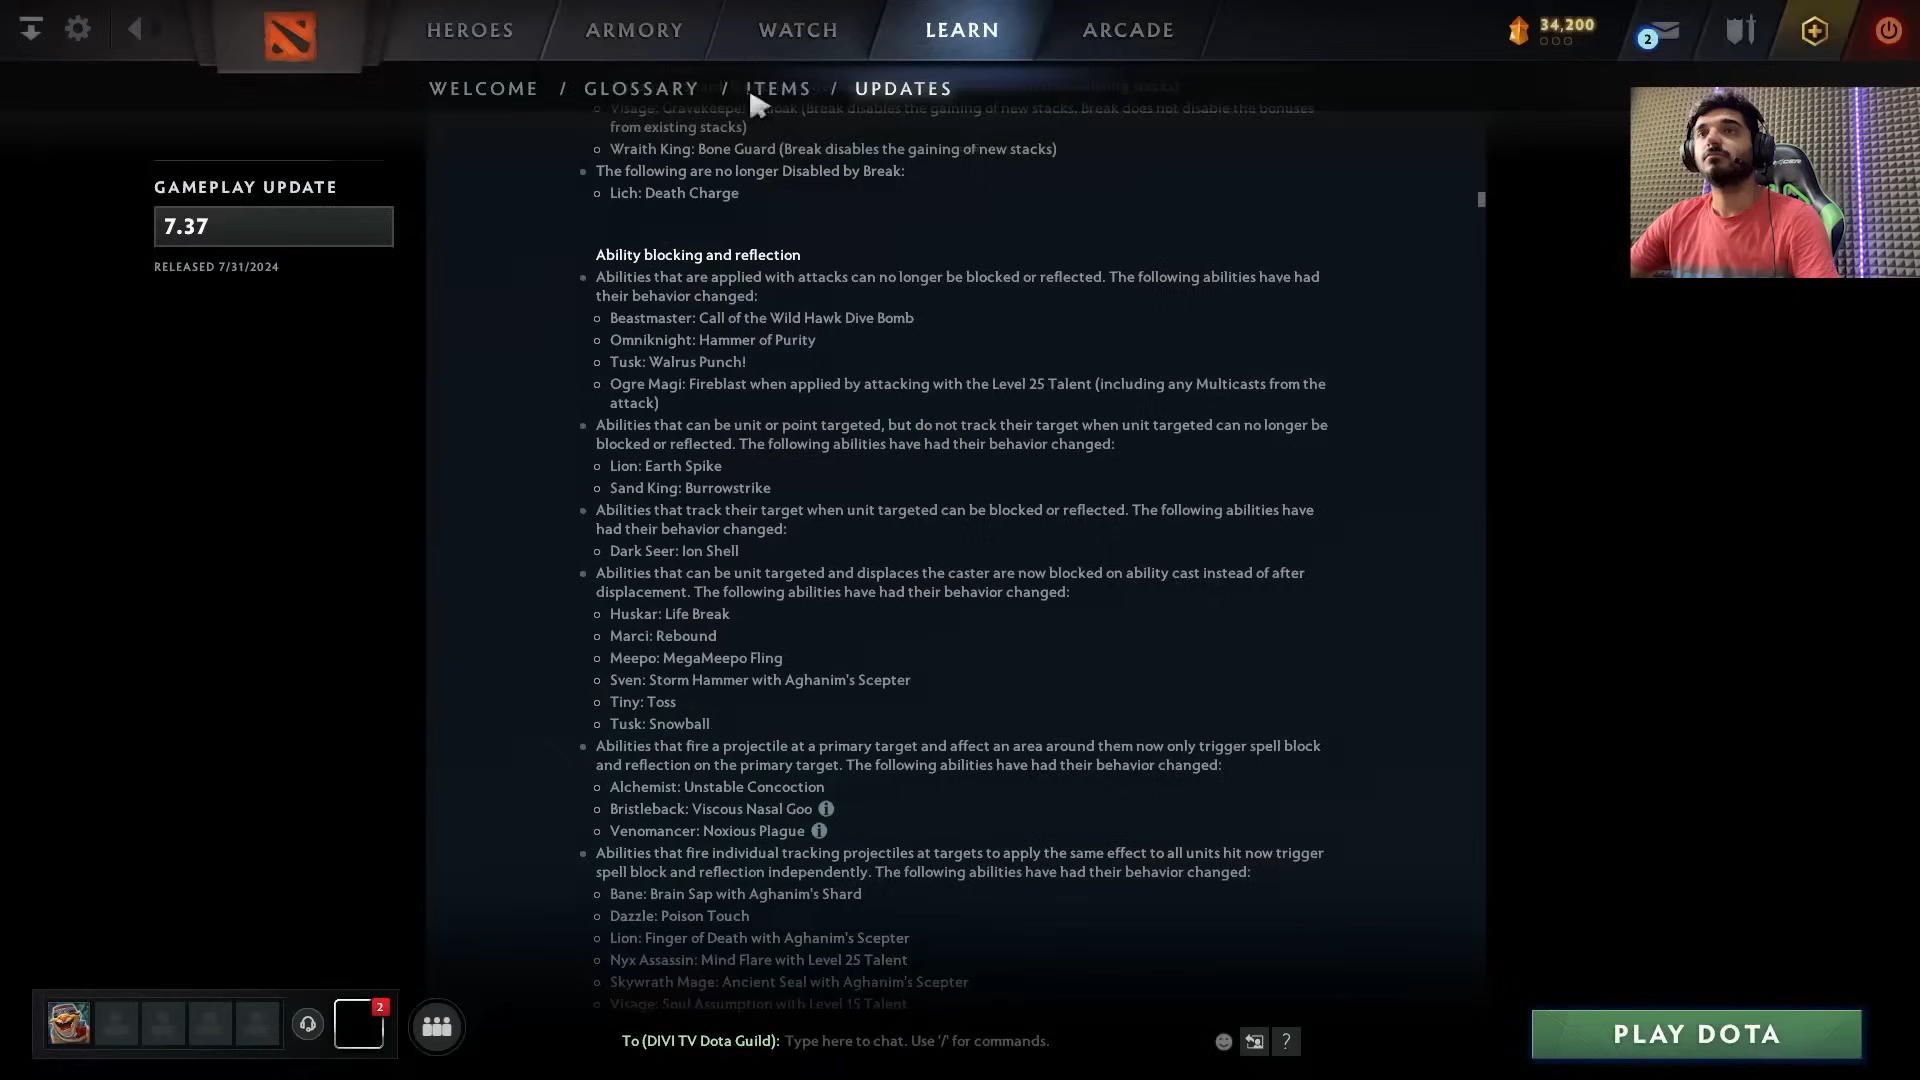 HEROES
ARMORY
WATCH
LEARN
ARCADE
34,200
2
WELCOME / GLOSSARY / ITEMS / UPDATES
GAMEPLAY UPDATE
7.37
RELEASED 7/31/2024
(Break disables the gaining of new stacks. Break does not disable the bonuses
from existing stacks)
Wraith King: Bone Guard (Break disables the gaining of new stacks)
The following are no longer Disabled by Break:
Lich: Death Charge
Ability blocking and reflection
Abilities that are applied with attacks can no longer be blocked or reflected. The following abilities have had
their behavior changed:
Beastmaster: Call of the Wild Hawk Dive Bomb
Omniknight: Hammer of Purity
Tusk: Walrus Punch!
Ogre Magi: Fireblast when applied by attacking with the Level 25 Talent (including any Multicasts from the
attack)
Abilities that can be unit or point targeted, but do not track their target when unit targeted can no longer be
blocked or reflected. The following abilities have had their behavior changed:
Lion: Earth Spike
Sand King: Burrowstrike
Abilities that track their target when unit targeted can be blocked or reflected. The following abilities have
had their behavior changed:
Dark Seer: Ion Shell
Abilities that can be unit targeted and displaces the caster are now blocked on ability cast instead of after
displacement. The following abilities have had their behavior changed:
Huskar: Life Break
Marci: Rebound
Meepo: MegaMeepo Fling
Sven: Storm Hammer with Aghanim's Scepter
Tiny: Toss
Tusk: Snowball
Abilities that fire a projectile at a primary target and affect an area around them now only trigger spell block
and reflection on the primary target. The following abilities have had their behavior changed:
Alchemist: Unstable Concoction
Bristleback: Viscous Nasal Goo
Venomancer: Noxious Plague
Abilities that fire individual tracking projectiles at targets to apply the same effect to all units hit now trigger
spell block and reflection independently. The following abilities have had their behavior changed:
Bane: Brain Sap with Aghanim's Shard
Dazzle: Poison Touch
Lion: Finger of Death with Aghanim's Scepter
Nyx Assassin: Mind Flare with Level 25 Talent
Skywrath Mage: Ancient Seal with Aghanim's Scepter
Visage: Soul Assumption with Level 15 Talent
2
To (DIVI TV Dota Guild): Type here to chat. Use '/' for commands.
?
PLAY DOTA